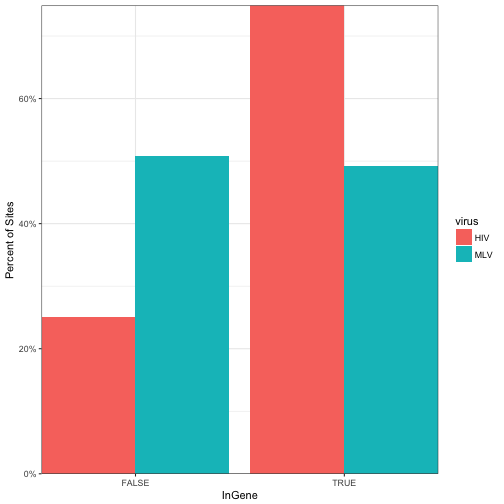 60%
40%
20%
0%
Percent of Sites
FALSE
TRUE
InGene
virus
HIV
MLV